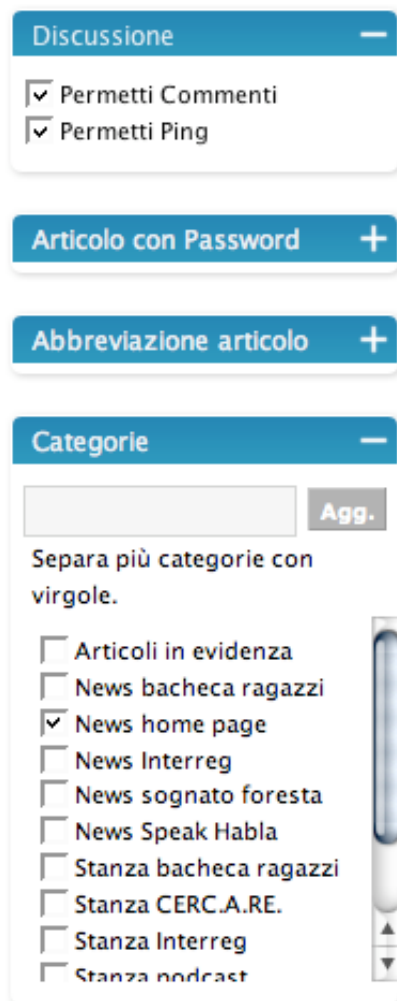 Discussione
Permetti Commenti
Permetti Ping
Articolo con Password
Abbreviazione articolo
Categorie
Agg.
Separa più categorie con
virgole.
Articoli in evidenza
News bacheca ragazzi
News home page
News Interreg
News sognato foresta
News Speak Habla
Stanza bacheca ragazzi
Stanza CERC.A.RE.
Stanza Interreg
Stanza podcast